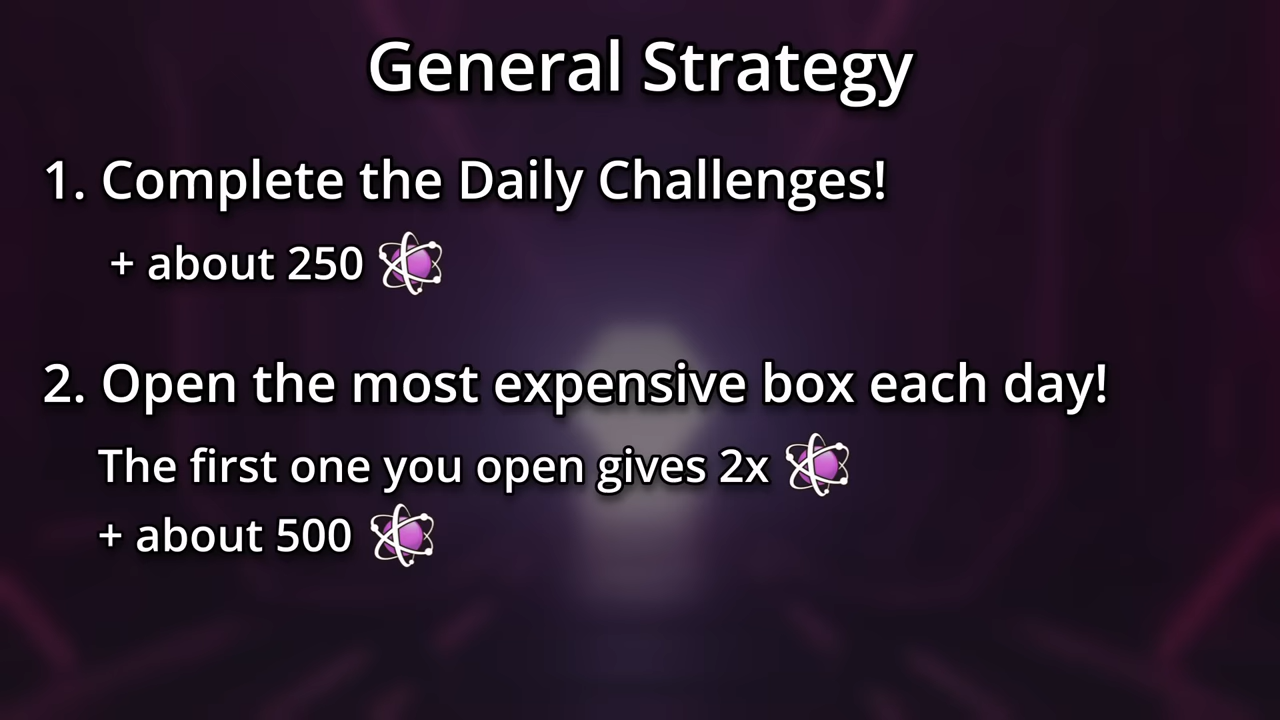 General Strategy
1. Complete the Daily Challenges!
+ about 250
2. Open the most expensive box each day!
The first one you open gives 2x
+ about 500